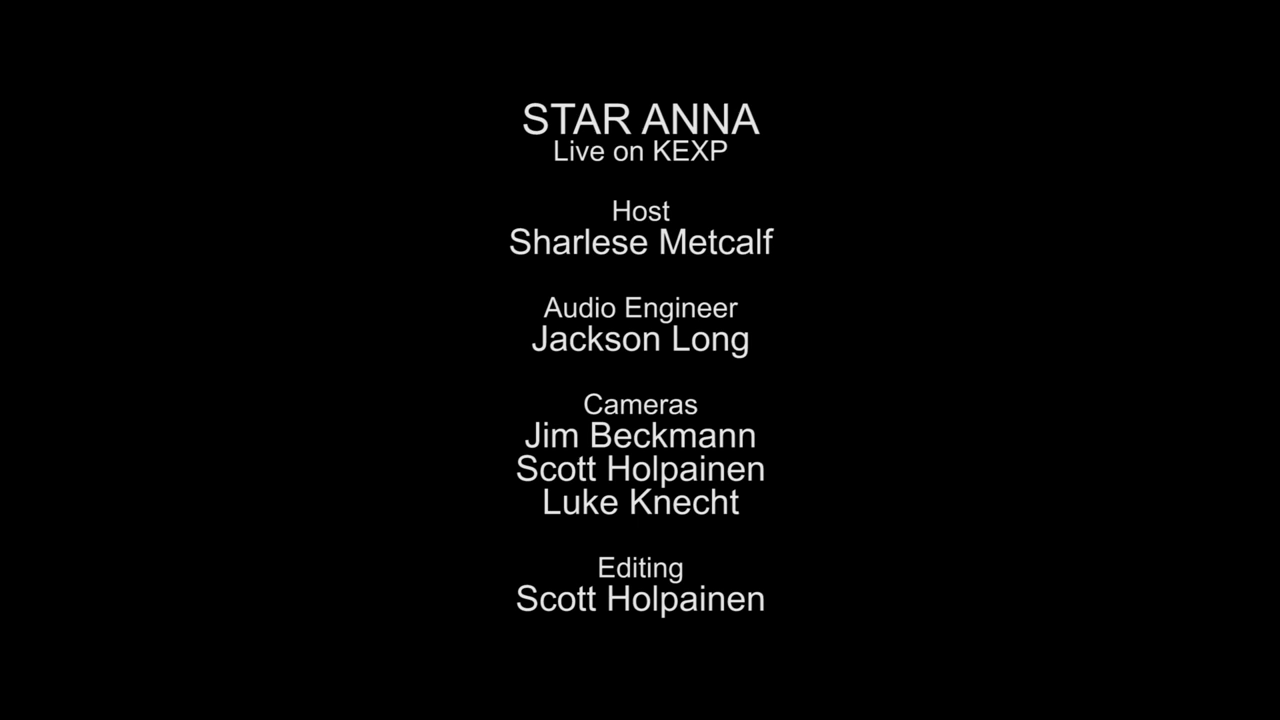 STAR ANNA
Live on KEXP
Host
Sharlese Metcalf
Audio Engineer
Jackson Long
Cameras
Jim Beckmann
Scott Holpainen
Luke Knecht
Editing
Scott Holpainen